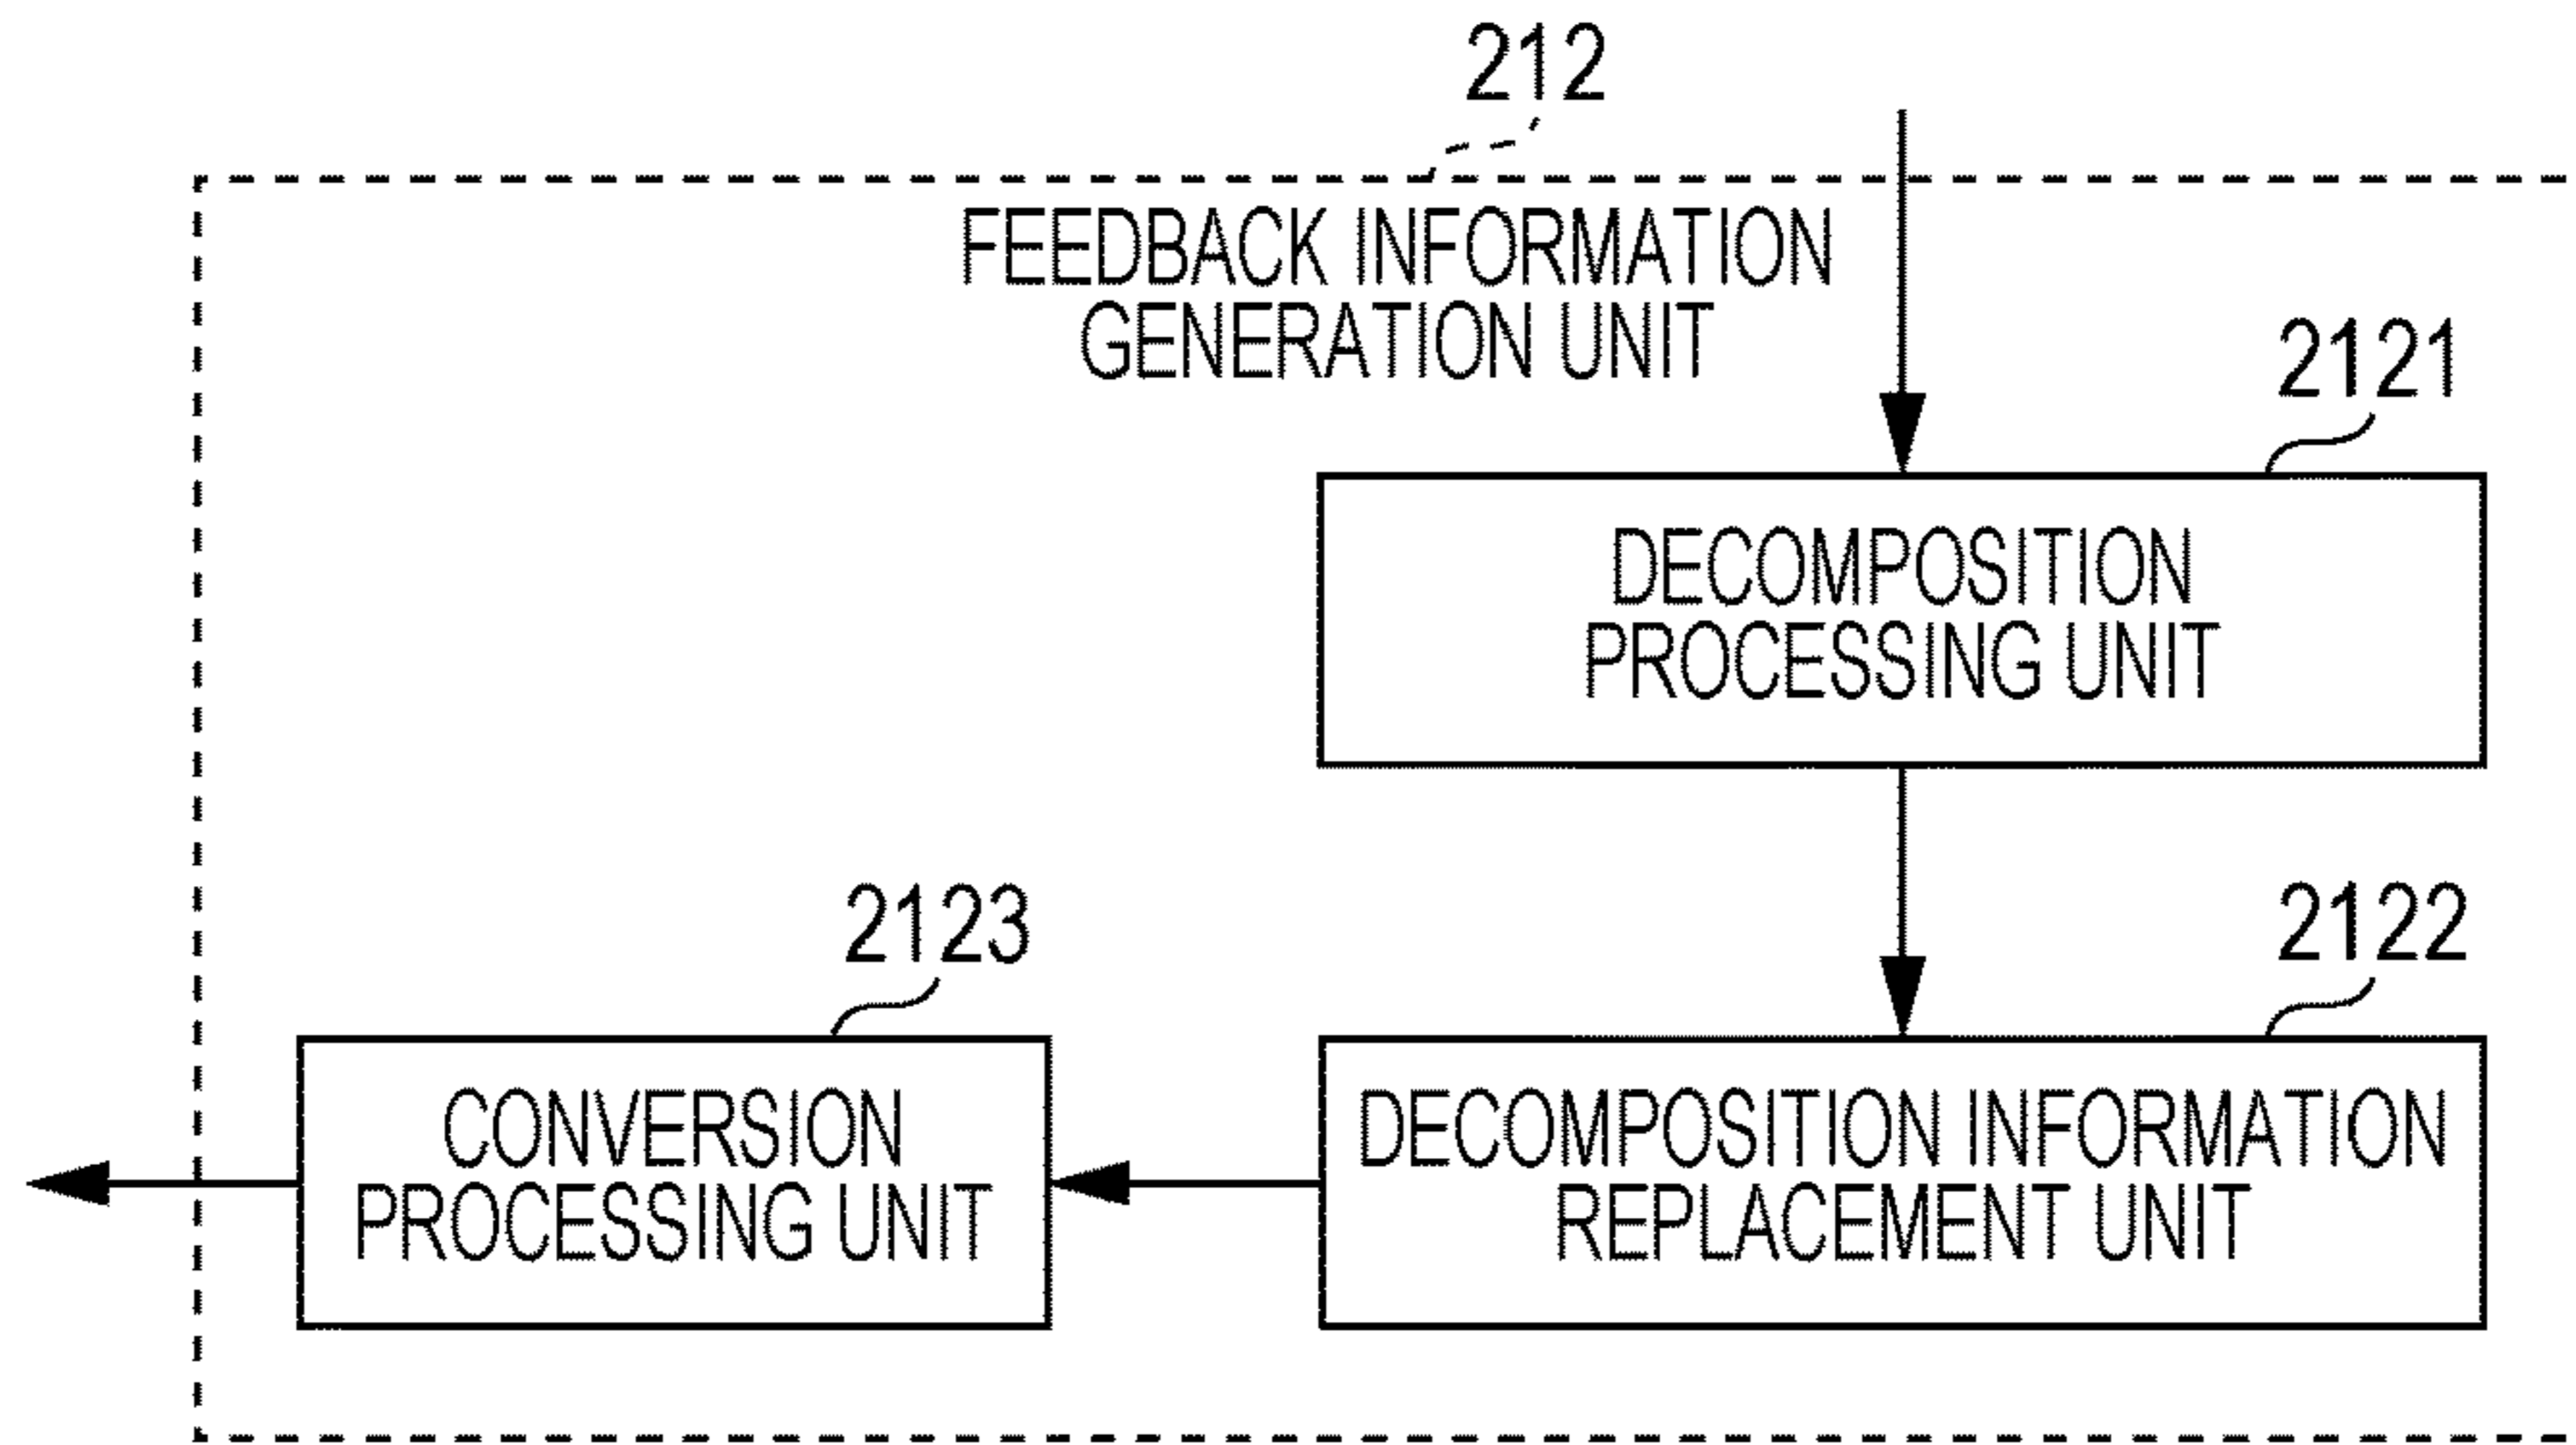 212
FEEDBACK INFORMATION
GENERATION UNIT
2121
DECOMPOSITION
PROCESSING UNIT
2123
2122
CONVERSION
PROCESSING UNIT
DECOMPOSITION INFORMATION
REPLACEMENT UNIT